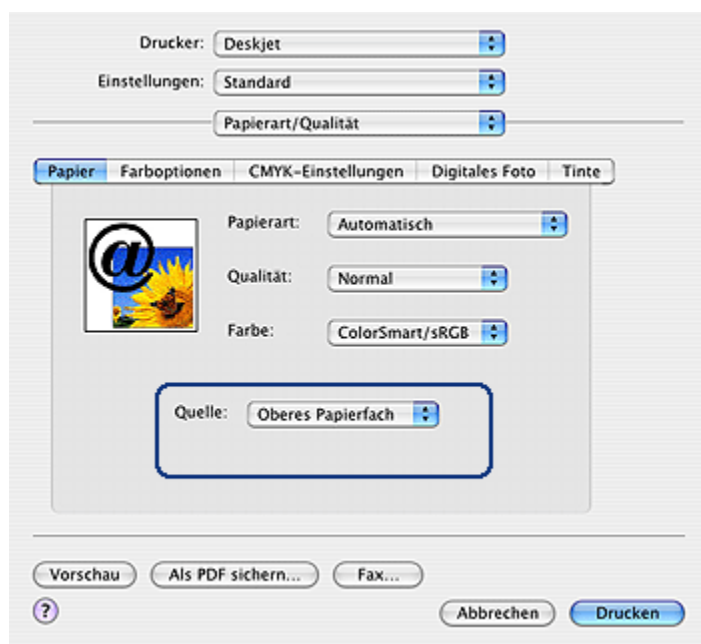 Drucker: Deskjet
Einstellungen: Standard
Papierart/Qualität
Papier Farboptionen CMYK-Einstellungen Digitales Foto Tinte
Papierart: Automatisch
@
Qualität: Normal
Farbe: ColorSmart/sRGB
Quelle: Oberes Papierfach
Vorschau Als PDF sichern... Fax...
? Abbrechen Drucken